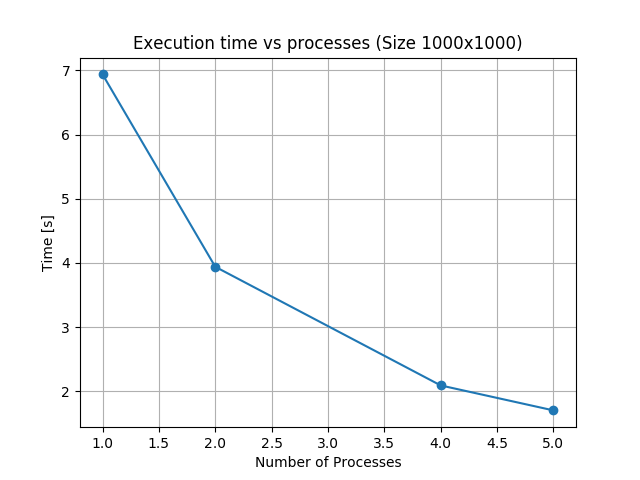 Execution time vs processes (Size 1000x1000)
7
6
5
4
3
2
Time [s]
1.0 1.5 2.0 2.5 3.0 3.5 4.0 4.5 5.0
Number of Processes